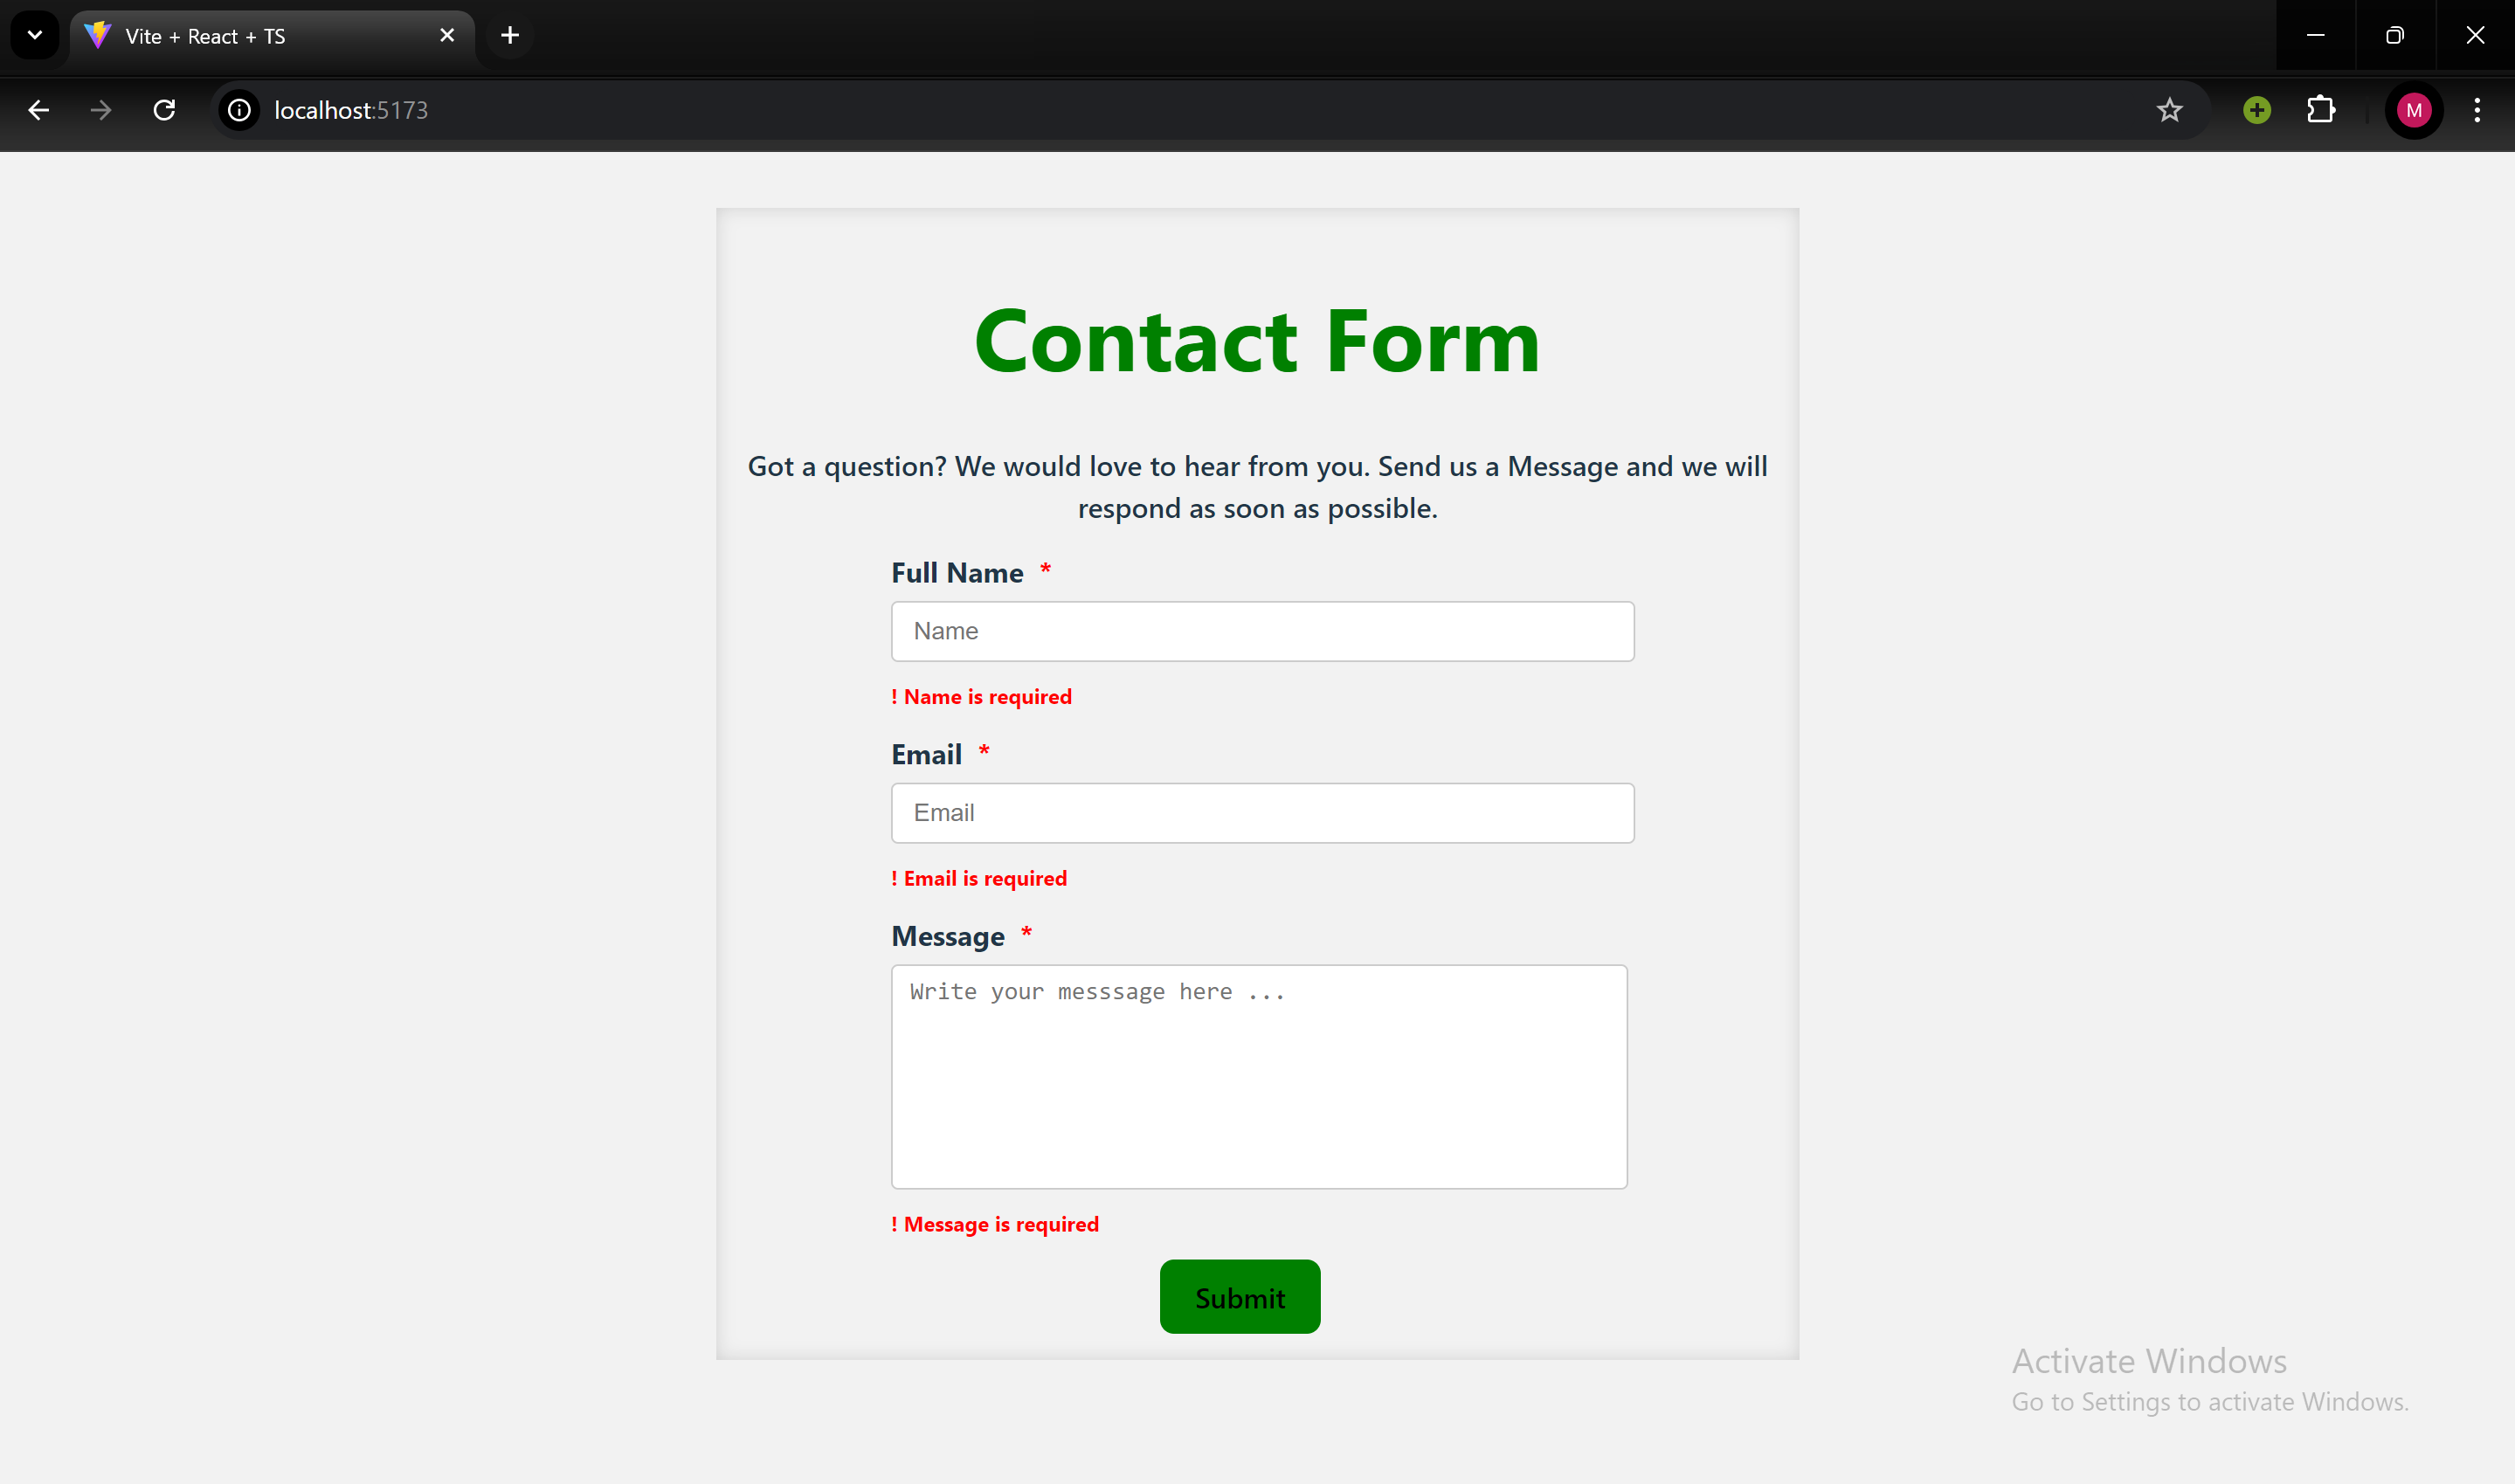 Vite + React + TS
localhost:5173
M
Contact Form
Got a question? We would love to hear from you. Send us a Message and we will
respond as soon as possible.
Full Name *
Name
! Name is required
Email *
Email
! Email is required
Message *
Write your messsage here ...
! Message is required
Submit
Activate Windows
Go to Settings to activate Windows.